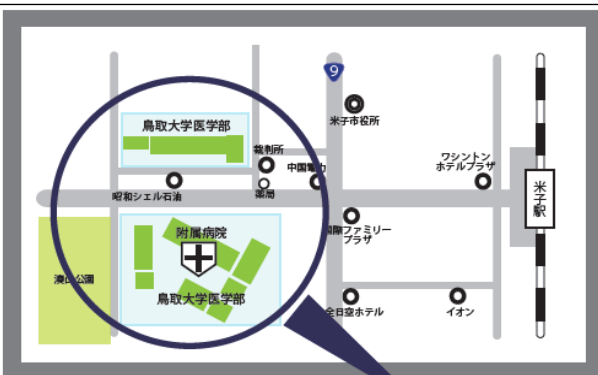 9
鳥取大学医学部
米子市役所
裁判所
中国電力
ワシントン
ホテルプラザ
昭和シェル石油
薬局
米子駅
附属病院
国際ファミリー
プラザ
湊山公園
鳥取大学医学部
全日空ホテル
イオン